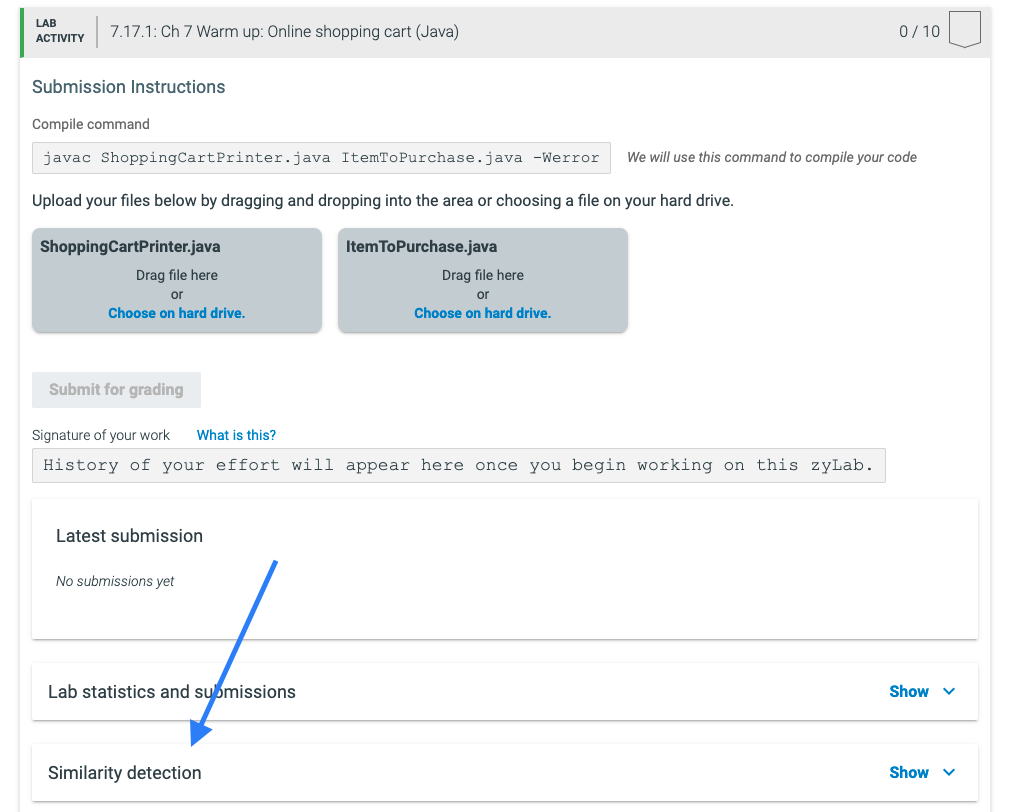 LAB
ACTIVITY
7.17.1: Ch 7 Warm up: Online shopping cart (Java)
0 / 10
Submission Instructions
Compile command
javac ShoppingCartPrinter.java ItemToPurchase.java -Werror
We will use this command to compile your code
Upload your files below by dragging and dropping into the area or choosing a file on your hard drive.
ShoppingCartPrinter.java
Drag file here
or
Choose on hard drive.
ItemToPurchase.java
Drag file here
or
Choose on hard drive.
Submit for grading
Signature of your work What is this?
History of your effort will appear here once you begin working on this zyLab.
Latest submission
No submissions yet
Lab statistics and submissions
Show
Similarity detection
Show